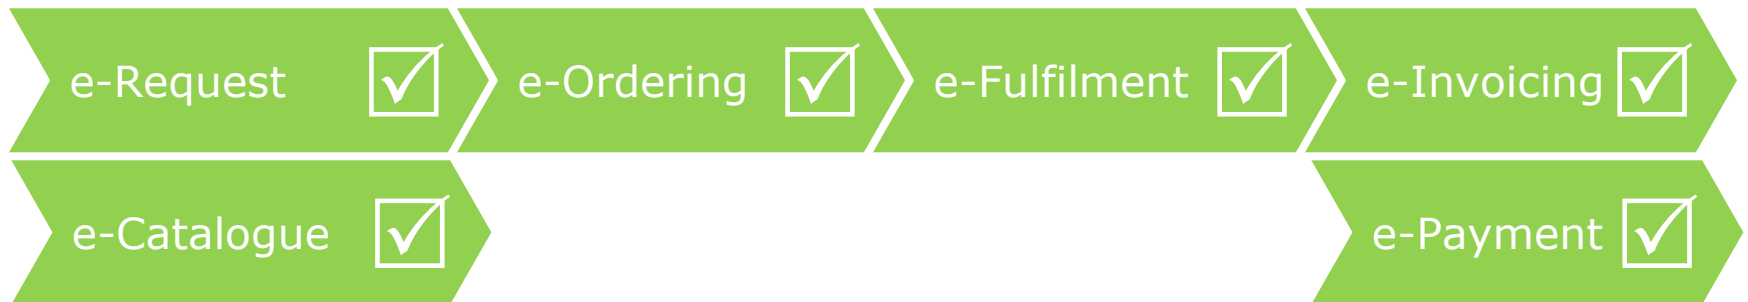 e-Request
e-Ordering
e-Fulfilment
e-Invoicing
e-Catalogue
e-Payment